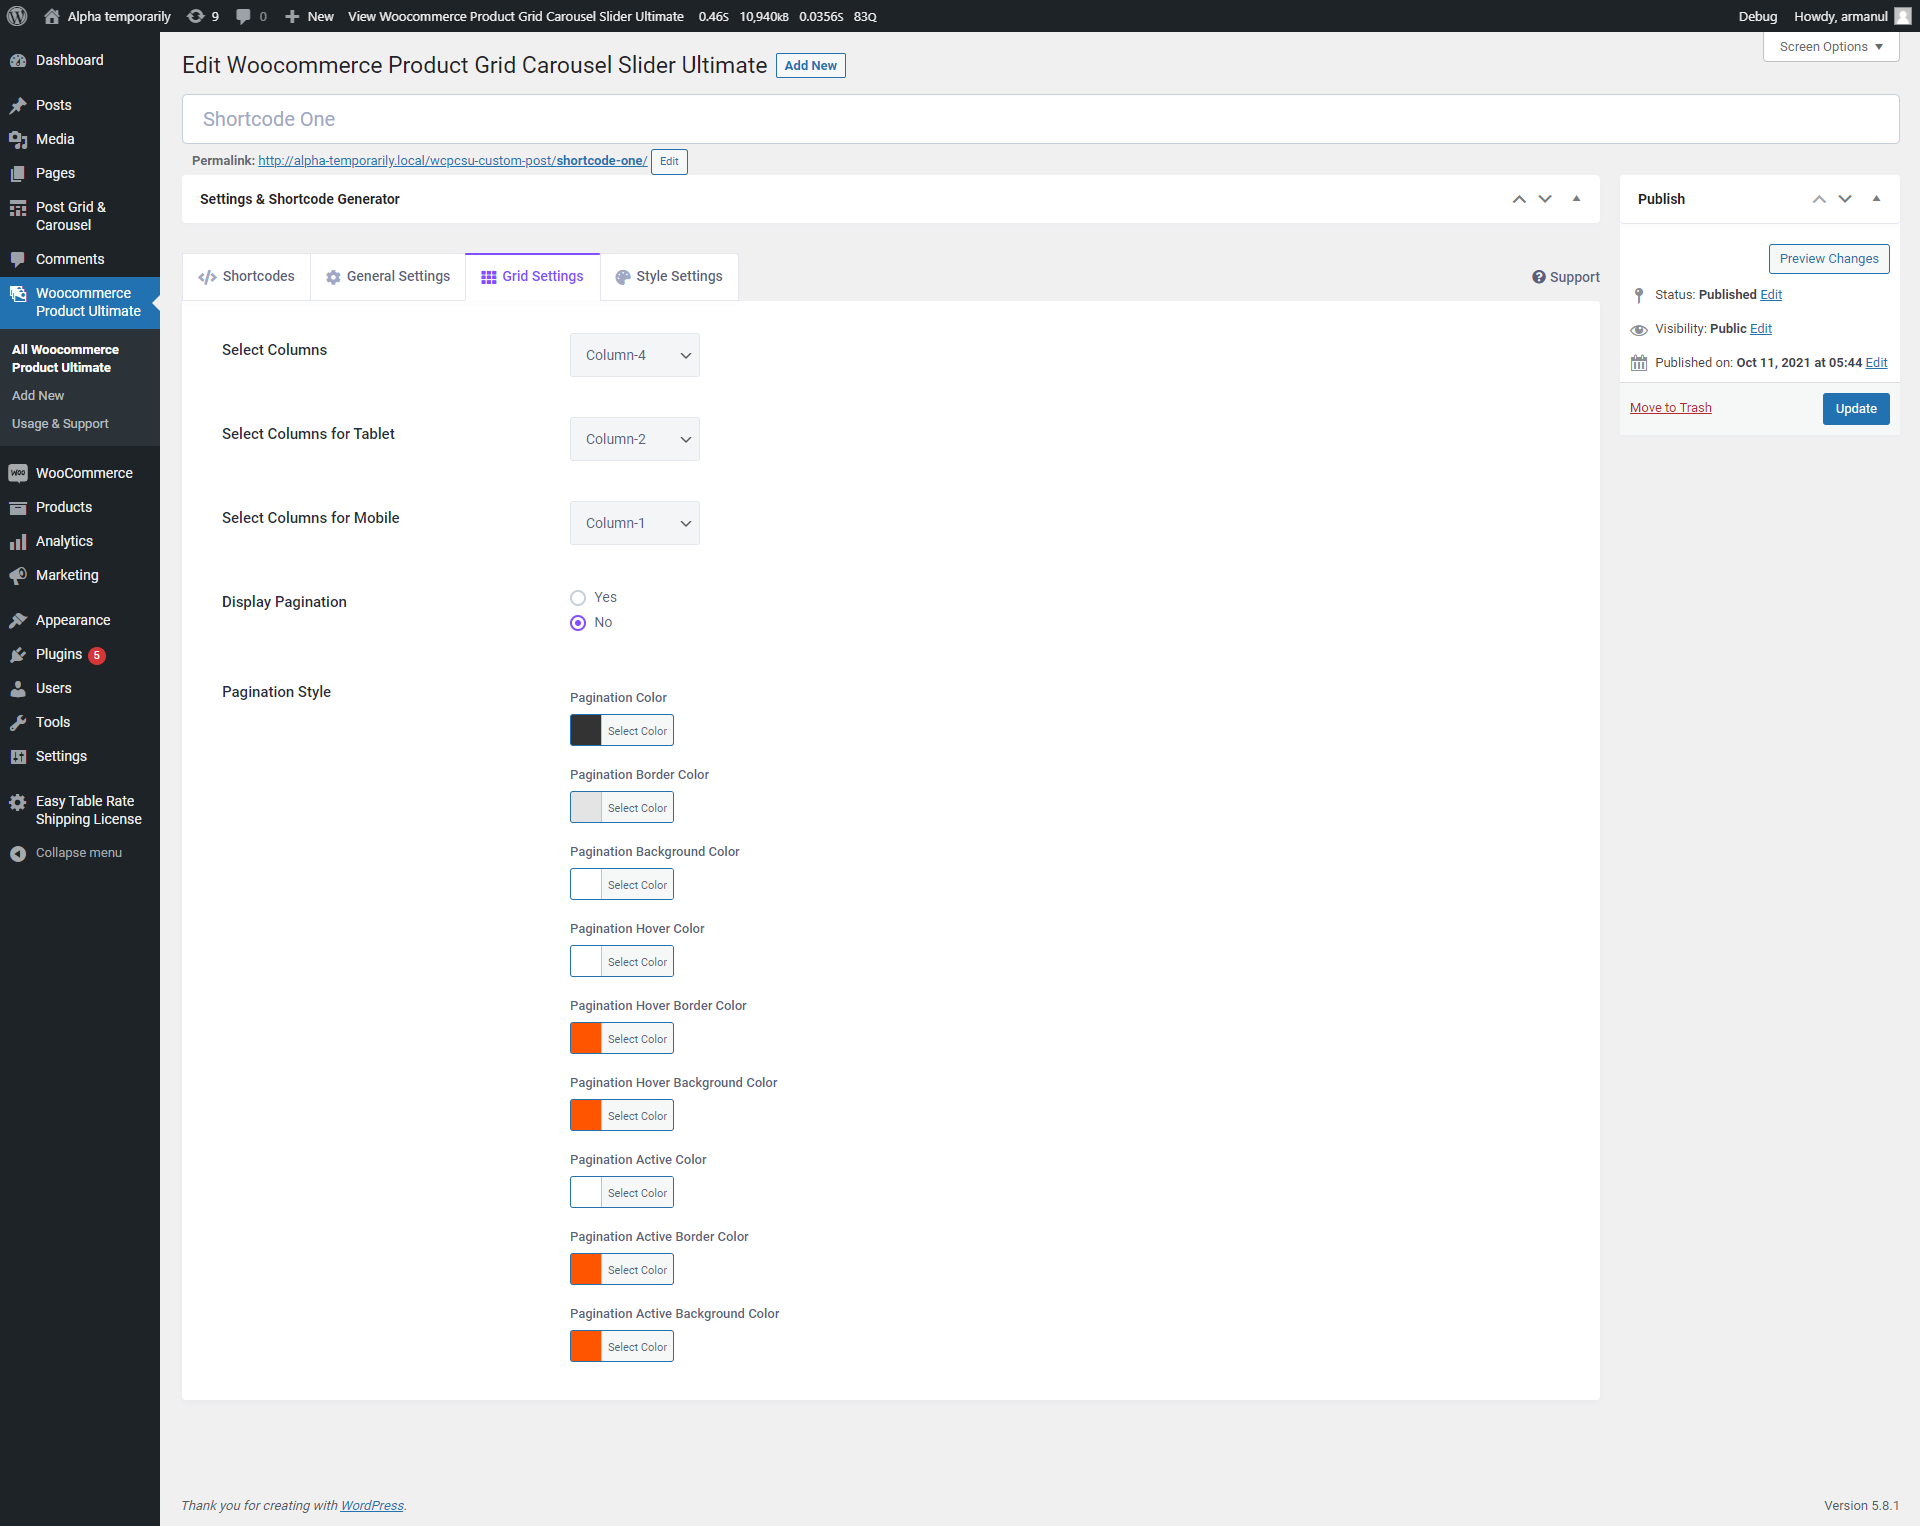 Alpha temporarily 9 0 New View Woocommerce Product Grid Carousel Slider Ultimate 0.46S 10,940KB 0.0356S 83Q Debug Howdy, armanul
Screen Options
Dashboard
Posts
Media
Pages
Post Grid &
Carousel
Comments
Woocommerce
Product Ultimate
All Woocommerce
Product Ultimate
Add New
Usage & Support
WOO WooCommerce
Products
Analytics
Marketing
Appearance
Plugins 5
Users
Tools
Settings
Easy Table Rate
Shipping License
Collapse menu
Edit Woocommerce Product Grid Carousel Slider Ultimate Add New
Shortcode One
Permalink: http://alpha-temporarily.local/wcpcsu-custom-post/shortcode-one/ Edit
Settings & Shortcode Generator
Shortcodes General Settings Grid Settings Style Settings Support
Select Columns Column-4
Select Columns for Tablet Column-2
Select Columns for Mobile Column-1
Display Pagination Yes
No
Pagination Style
Pagination Color
Select Color
Pagination Border Color
Select Color
Pagination Background Color
Select Color
Pagination Hover Color
Select Color
Pagination Hover Border Color
Select Color
Pagination Hover Background Color
Select Color
Pagination Active Color
Select Color
Pagination Active Border Color
Select Color
Pagination Active Background Color
Select Color
Publish
Preview Changes
Status: Published Edit
Visibility: Public Edit
Published on: Oct 11, 2021 at 05:44 Edit
Move to Trash Update
Thank you for creating with WordPress. Version 5.8.1